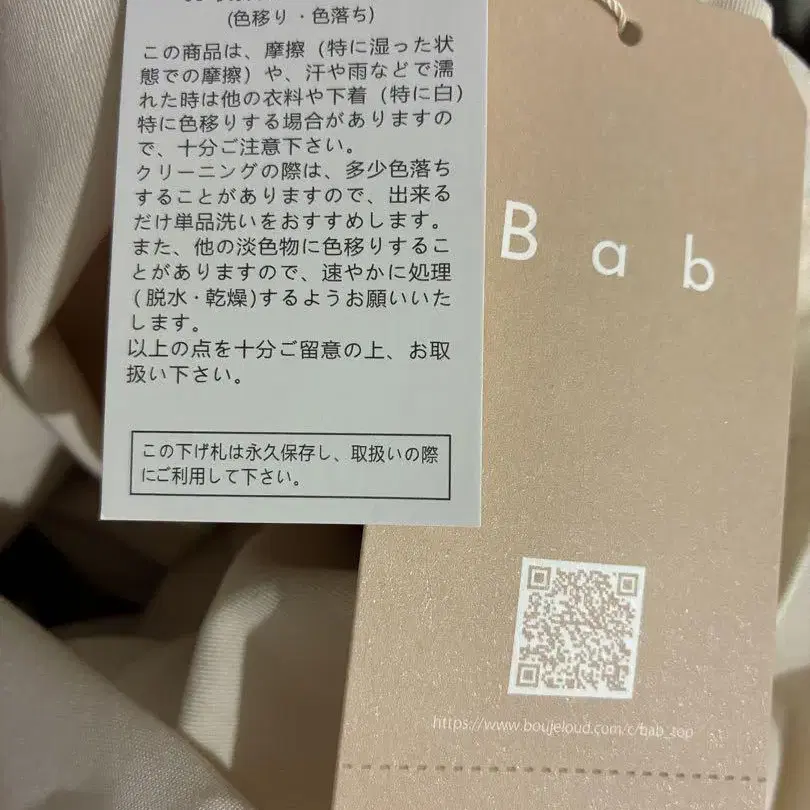 (色移り・色落ち)
この商品は、摩擦（特に湿った状
態での摩擦）や、汗や雨などで濡
れた時は他の衣料や下着（特に白)
特に色移りする場合がありますの
で、十分ご注意下さい。
クリーニングの際は、多少色落ち
することがありますので、出来る
だけ単品洗いをおすすめします。
また、他の淡色物に色移りするこ
とがありますので、速やかに処理
(脱水・乾燥)するようお願いいた
します。
以上の点を十分ご留意の上、お取
扱い下さい。
この下げ札は永久保存し、取扱いの際
にご利用して下さい。
Bab
https://www.boujeloud.com/c/bab_top